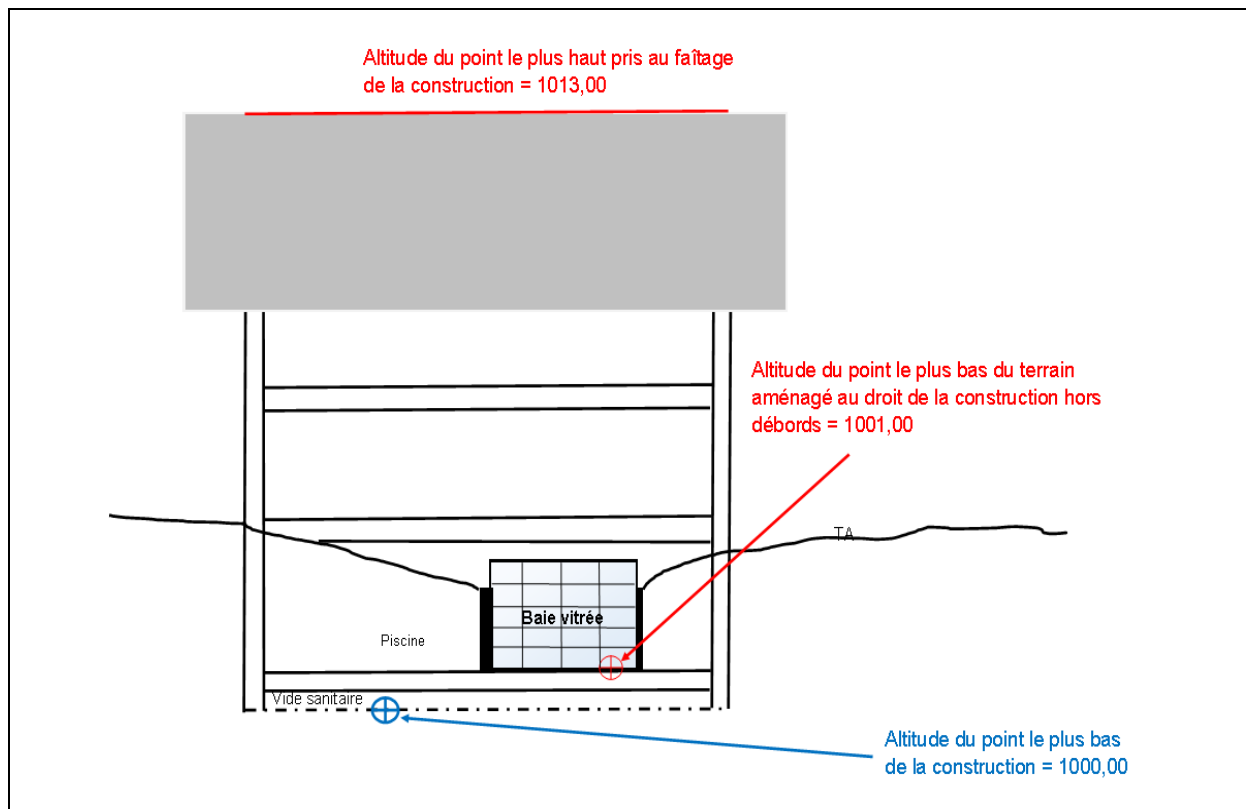 Altitude du point le plus haut pris au faîtage
de la construction = 1013,00
Altitude du point le plus bas du terrain
aménagé au droit de la construction hors
débords = 1001,00
TA
Baie vitrée
Piscine
Vide sanitaire
Altitude du point le plus bas
de la construction = 1000,00